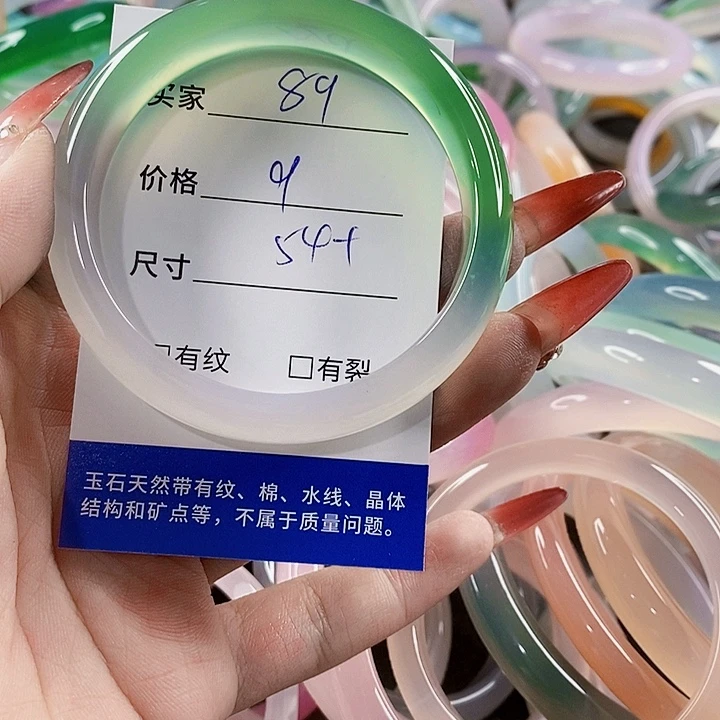 买家 89
价格 9
尺寸 54+
□有纹 □有裂
玉石天然带有纹、棉、水线、晶体
结构和矿点等，不属于质量问题。